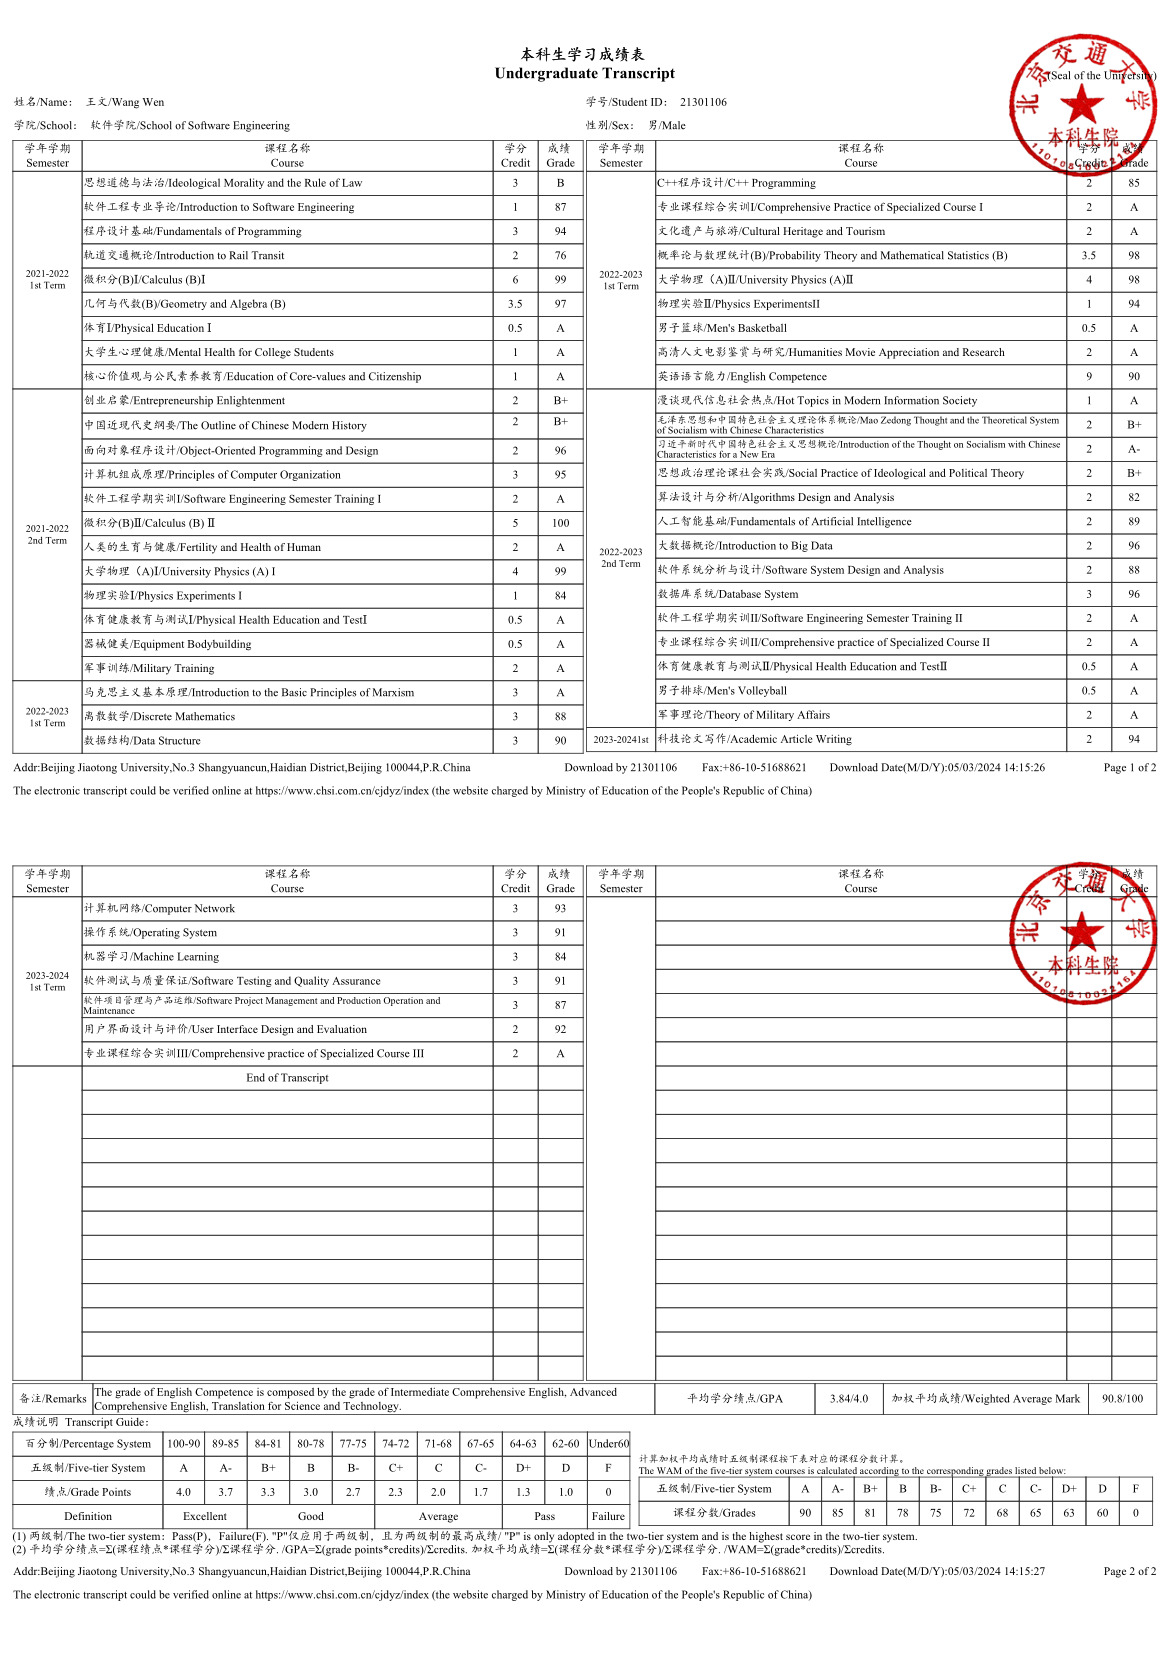 本科生学习成绩表
Undergraduate Transcript
(Seal of the University)
姓名/Name: 王文/Wang Wen 学号/Student ID: 21301106
学院/School: 软件学院/School of Software Engineering 性别/Sex: 男/Male
北京交通大学
本科生院
学年学期 课程名称 学分 成绩
Semester Course Credit Grade
2021-2022
1st Term
思想道德与法治/Ideological Morality and the Rule of Law 3 B
软件工程专业导论/Introduction to Software Engineering 1 87
程序设计基础/Fundamentals of Programming 3 94
轨道交通概论/Introduction to Rail Transit 2 76
微积分(B)Ⅰ/Calculus (B)Ⅰ 6 99
几何与代数(B)/Geometry and Algebra (B) 3.5 97
体育Ⅰ/Physical Education Ⅰ 0.5 A
大学生心理健康/Mental Health for College Students 1 A
核心价值观与公民素养教育/Education of Core-values and Citizenship 1 A
2021-2022
2nd Term
创业启蒙/Entrepreneurship Enlightenment 2 B+
中国近现代史纲要/The Outline of Chinese Modern History 2 B+
面向对象程序设计/Object-Oriented Programming and Design 2 96
计算机组成原理/Principles of Computer Organization 3 95
软件工程学期实训I/Software Engineering Semester Training I 2 A
微积分(B)Ⅱ/Calculus (B) Ⅱ 5 100
人类的生育与健康/Fertility and Health of Human 2 A
大学物理（A)Ⅰ/University Physics (A) I 4 99
物理实验Ⅰ/Physics Experiments I 1 84
体育健康教育与测试Ⅰ/Physical Health Education and TestⅠ 0.5 A
器械健美/Equipment Bodybuilding 0.5 A
军事训练/Military Training 2 A
2022-2023
1st Term
马克思主义基本原理/Introduction to the Basic Principles of Marxism 3 A
离散数学/Discrete Mathematics 3 88
数据结构/Data Structure 3 90
学年学期 课程名称 学分 成绩
Semester Course Credit Grade
2022-2023
1st Term
C++程序设计/C++ Programming 2 85
专业课程综合实训I/Comprehensive Practice of Specialized Course I 2 A
文化遗产与旅游/Cultural Heritage and Tourism 2 A
概率论与数理统计(B)/Probability Theory and Mathematical Statistics (B) 3.5 98
大学物理（A)Ⅱ/University Physics (A)Ⅱ 4 98
物理实验Ⅱ/Physics ExperimentsII 1 94
男子篮球/Men's Basketball 0.5 A
高清人文电影鉴赏与研究/Humanities Movie Appreciation and Research 2 A
英语语言能力/English Competence 9 90
2022-2023
2nd Term
漫谈现代信息社会热点/Hot Topics in Modern Information Society 1 A
毛泽东思想和中国特色社会主义理论体系概论/Mao Zedong Thought and the Theoretical System
of Socialism with Chinese Characteristics 2 B+
习近平新时代中国特色社会主义思想概论/Introduction of the Thought on Socialism with Chinese
Characteristics for a New Era 2 A-
思想政治理论课社会实践/Social Practice of Ideological and Political Theory 2 B+
算法设计与分析/Algorithms Design and Analysis 2 82
人工智能基础/Fundamentals of Artificial Intelligence 2 89
大数据概论/Introduction to Big Data 2 96
软件系统分析与设计/Software System Design and Analysis 2 88
数据库系统/Database System 3 96
软件工程学期实训II/Software Engineering Semester Training II 2 A
专业课程综合实训II/Comprehensive practice of Specialized Course II 2 A
体育健康教育与测试Ⅱ/Physical Health Education and TestⅡ 0.5 A
男子排球/Men's Volleyball 0.5 A
军事理论/Theory of Military Affairs 2 A
2023-20241st 科技论文写作/Academic Article Writing 2 94
Addr:Beijing Jiaotong University,No.3 Shangyuancun,Haidian District,Beijing 100044,P.R.China Download by 21301106 Fax:+86-10-51688621 Download Date(M/D/Y):05/03/2024 14:15:26 Page 1 of 2
The electronic transcript could be verified online at https://www.chsi.com.cn/cjdyz/index (the website charged by Ministry of Education of the People's Republic of China)
学年学期 课程名称 学分 成绩 学年学期 课程名称 学分 成绩
Semester Course Credit Grade Semester Course Credit Grade
北京交通大学
本科生院
2023-2024
1st Term
计算机网络/Computer Network 3 93
操作系统/Operating System 3 91
机器学习/Machine Learning 3 84
软件测试与质量保证/Software Testing and Quality Assurance 3 91
软件项目管理与产品运维/Software Project Management and Production Operation and
Maintenance 3 87
用户界面设计与评价/User Interface Design and Evaluation 2 92
专业课程综合实训III/Comprehensive practice of Specialized Course III 2 A
End of Transcript
备注/Remarks The grade of English Competence is composed by the grade of Intermediate Comprehensive English, Advanced
Comprehensive English, Translation for Science and Technology.
平均学分绩点/GPA 3.84/4.0 加权平均成绩/Weighted Average Mark 90.8/100
成绩说明 Transcript Guide:
百分制/Percentage System 100-90 89-85 84-81 80-78 77-75 74-72 71-68 67-65 64-63 62-60 Under60
五级制/Five-tier System A A- B+ B B- C+ C C- D+ D F
绩点/Grade Points 4.0 3.7 3.3 3.0 2.7 2.3 2.0 1.7 1.3 1.0 0
Definition Excellent Good Average Pass Failure
计算加权平均成绩时五级制课程按下表对应的课程分数计算。
The WAM of the five-tier system courses is calculated according to the corresponding grades listed below:
五级制/Five-tier System A A- B+ B B- C+ C C- D+ D F
课程分数/Grades 90 85 81 78 75 72 68 65 63 60 0
(1) 两级制/The two-tier system: Pass(P), Failure(F). "P"仅应用于两级制，且为两级制的最高成绩/ "P" is only adopted in the two-tier system and is the highest score in the two-tier system.
(2) 平均学分绩点=Σ(课程绩点*课程学分)/Σ课程学分. /GPA=Σ(grade points*credits)/Σcredits. 加权平均成绩=Σ(课程分数*课程学分)/Σ课程学分. /WAM=Σ(grade*credits)/Σcredits.
Addr:Beijing Jiaotong University,No.3 Shangyuancun,Haidian District,Beijing 100044,P.R.China Download by 21301106 Fax:+86-10-51688621 Download Date(M/D/Y):05/03/2024 14:15:27 Page 2 of 2
The electronic transcript could be verified online at https://www.chsi.com.cn/cjdyz/index (the website charged by Ministry of Education of the People's Republic of China)